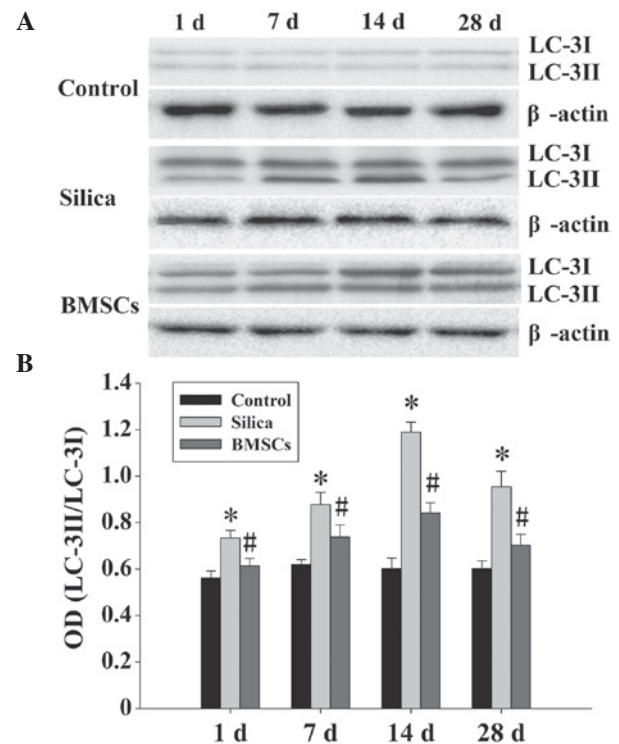 A
1 d 7 d 14 d 28 d
Control
LC-3I
LC-3II
β -actin
Silica
LC-3I
LC-3II
β -actin
BMSCs
LC-3I
LC-3II
β -actin
B
OD (LC-3II/LC-3I)
1.4
1.2
1.0
0.8
0.6
0.4
0.2
0
Control
Silica
BMSCs
* #
* #
* #
* #
1 d 7 d 14 d 28 d